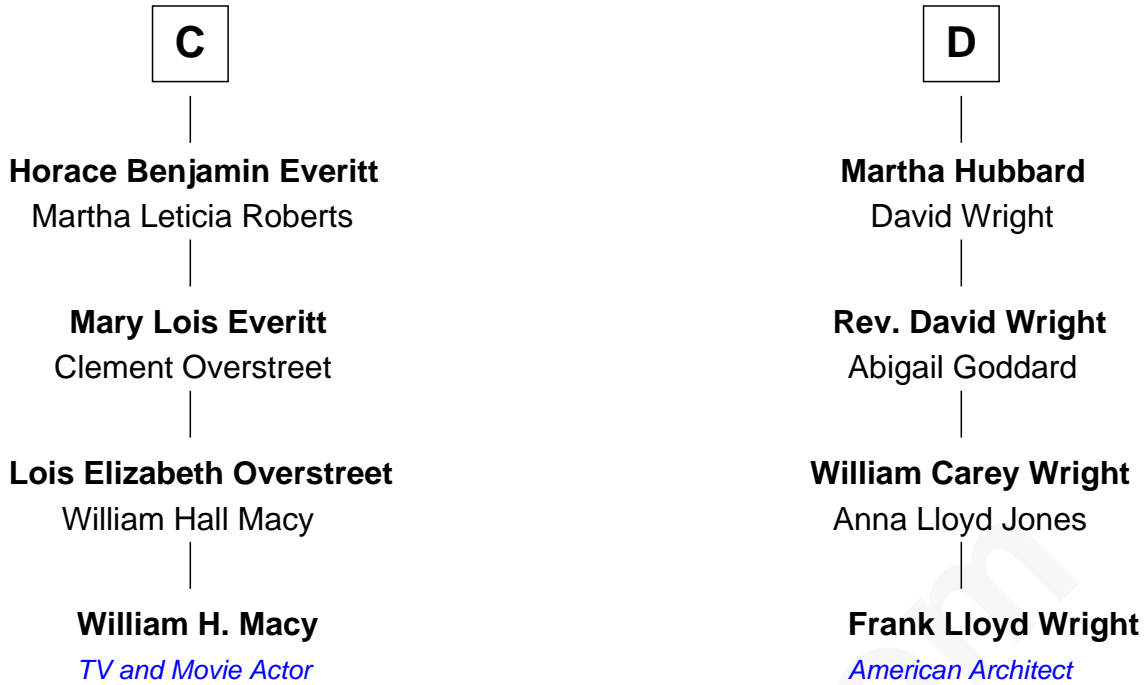 C
Horace Benjamin Everitt
Martha Leticia Roberts
Mary Lois Everitt
Clement Overstreet
Lois Elizabeth Overstreet
William Hall Macy
William H. Macy
TV and Movie Actor
D
Martha Hubbard
David Wright
Rev. David Wright
Abigail Goddard
William Carey Wright
Anna Lloyd Jones
Frank Lloyd Wright
American Architect